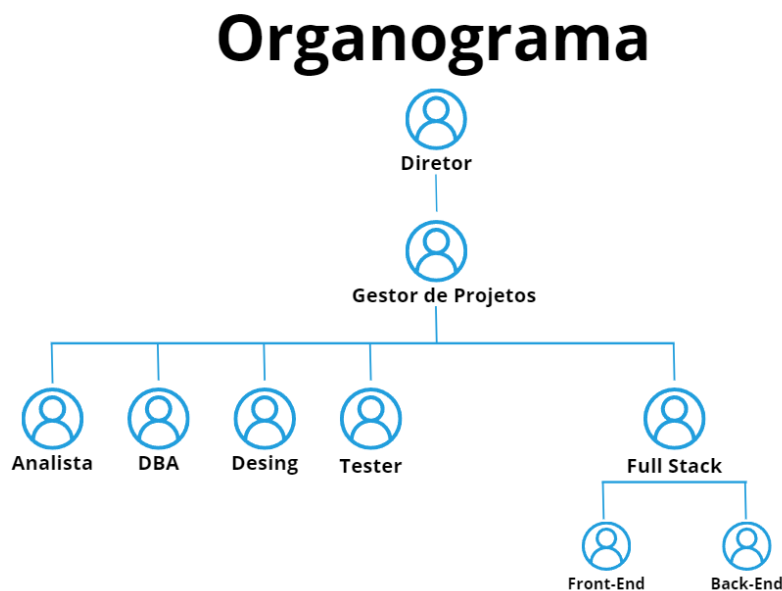 Organograma
Diretor
Gestor de Projetos
Analista
DBA
Desing
Tester
Full Stack
Front-End
Back-End